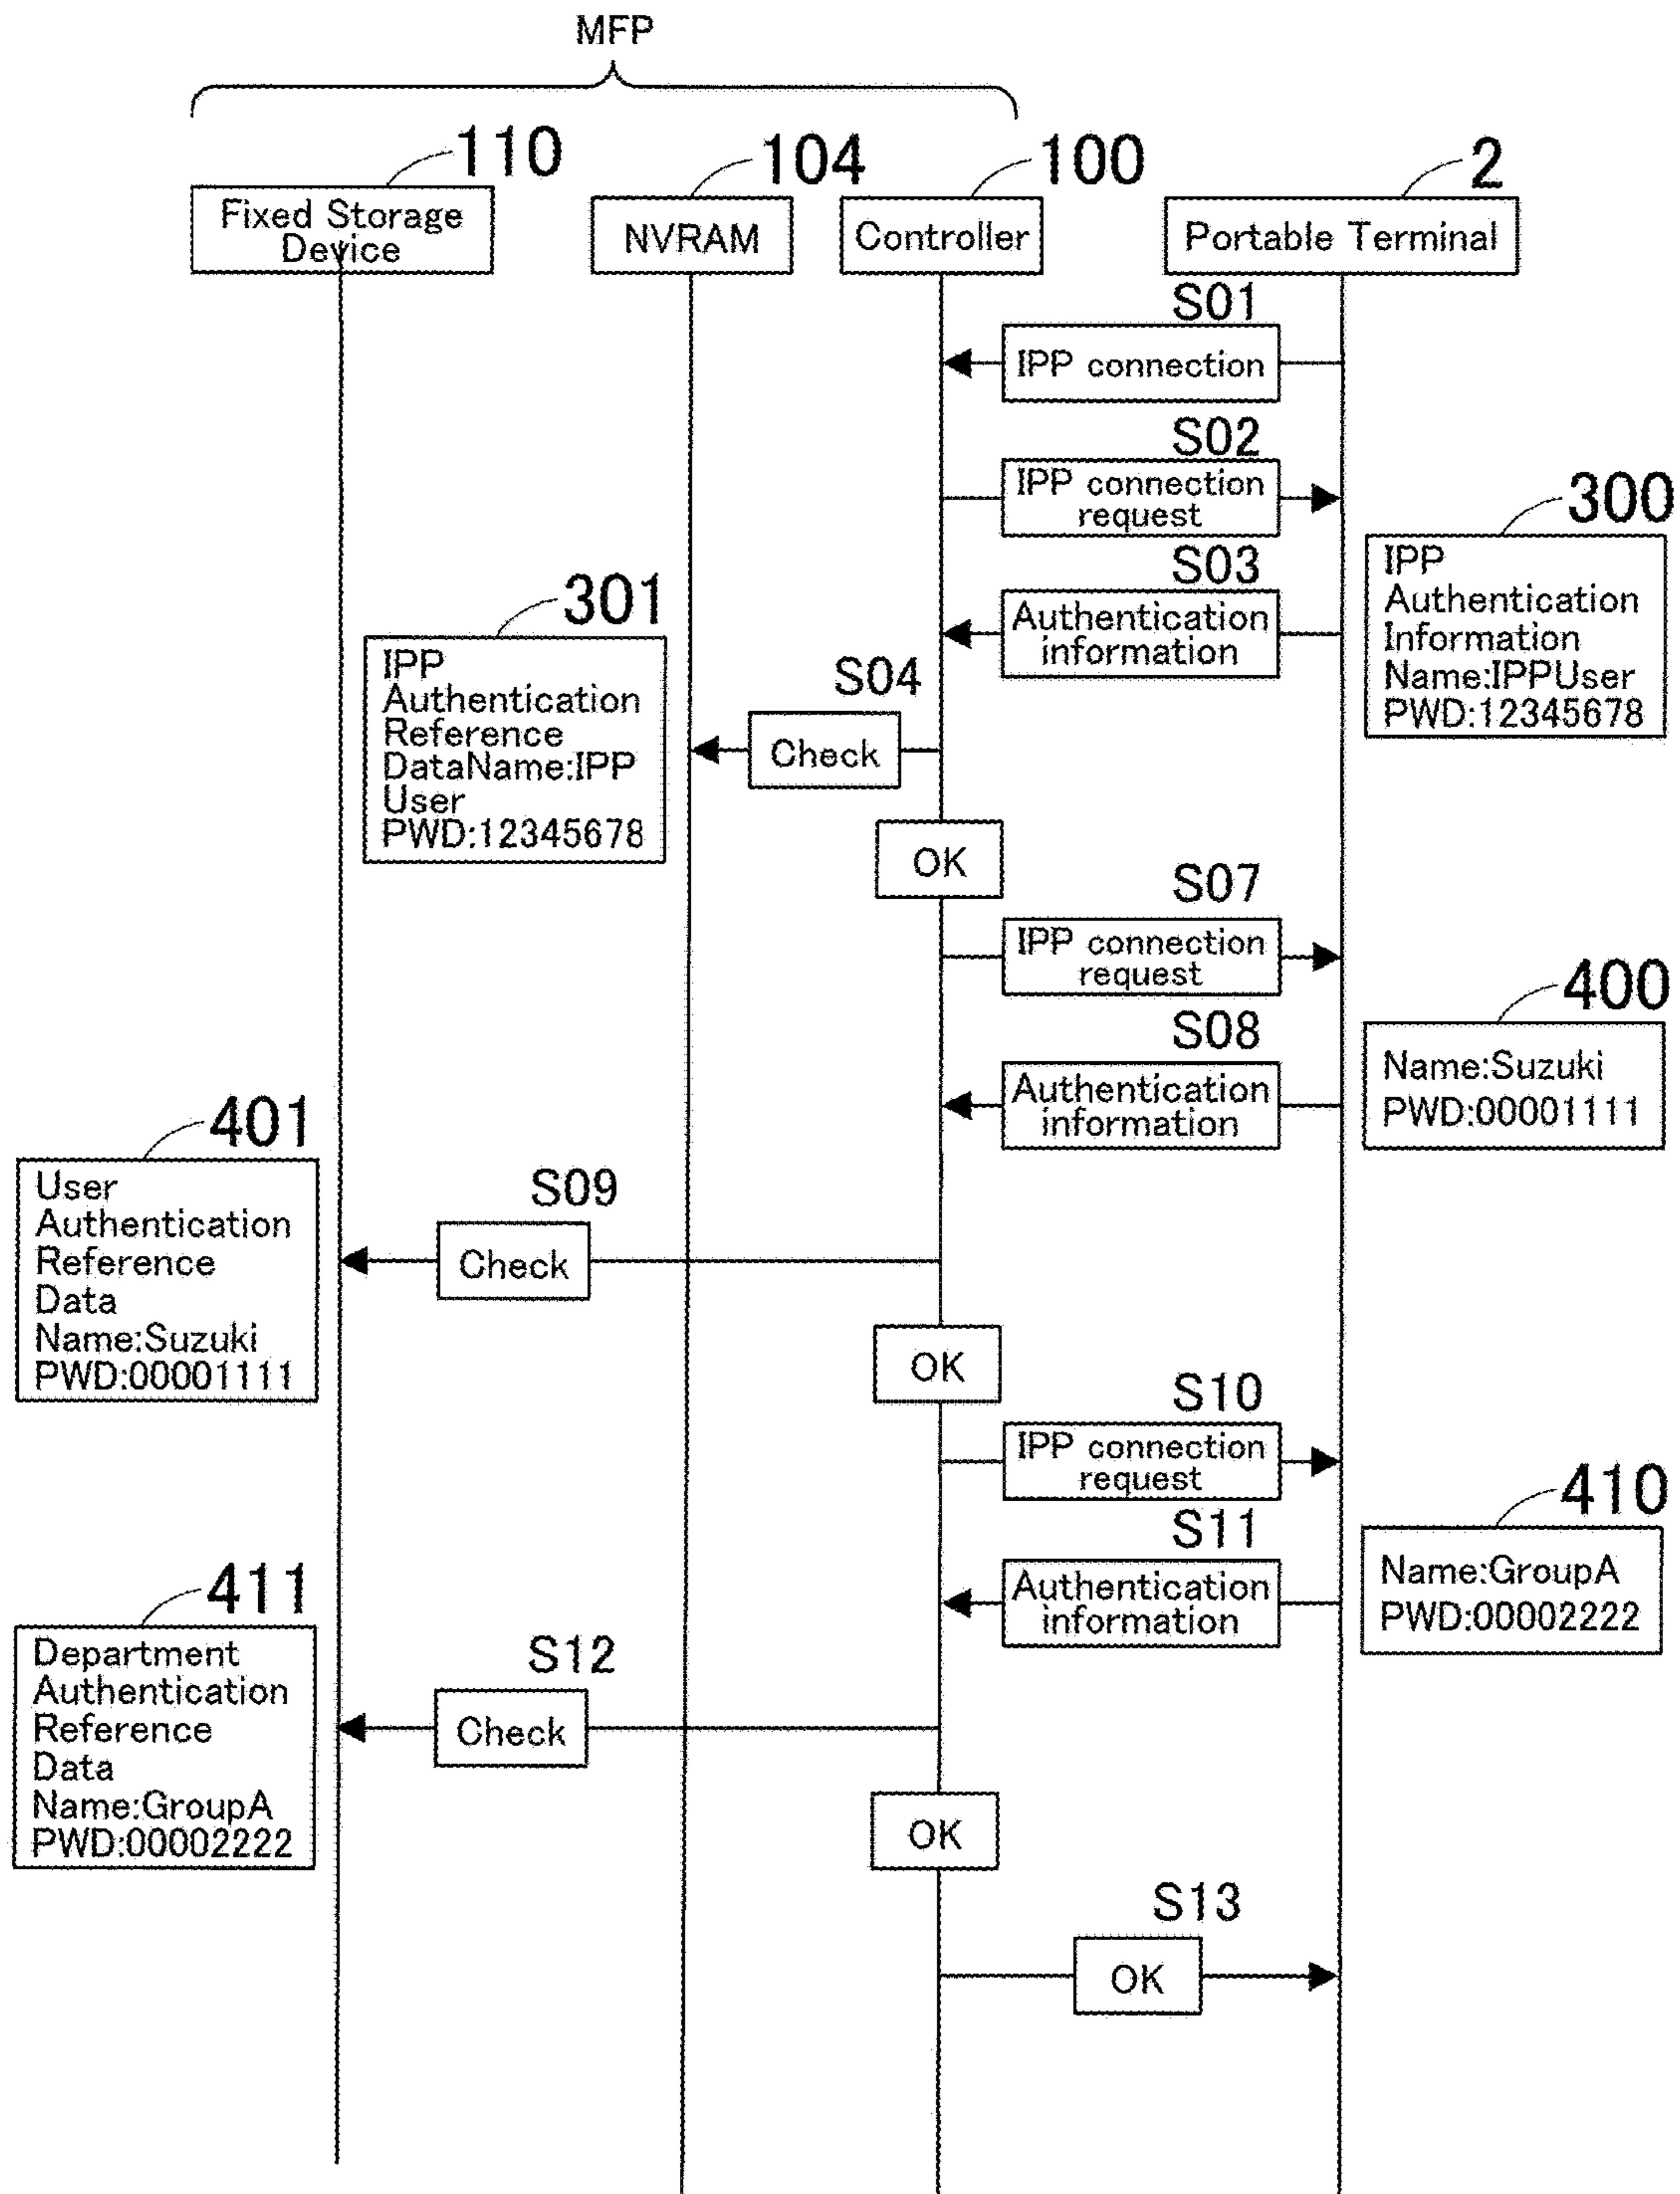 MFP
110
104
100
2
Fixed Storage
Device
NVRAM
Controller
Portable Terminal
S01
IPP connection
S02
IPP connection
request
300
IPP
Authentication
Information
Name:IPPUser
PWD:12345678
S03
Authentication
information
301
IPP
Authentication
Reference
DataName:IPP
User
PWD:12345678
S04
Check
OK
S07
IPP connection
request
400
Name:Suzuki
PWD:00001111
S08
Authentication
information
401
User
Authentication
Reference
Data
Name:Suzuki
PWD:00001111
S09
Check
OK
S10
IPP connection
request
410
Name:GroupA
PWD:00002222
S11
Authentication
information
411
Department
Authentication
Reference
Data
Name:GroupA
PWD:00002222
S12
Check
OK
S13
OK